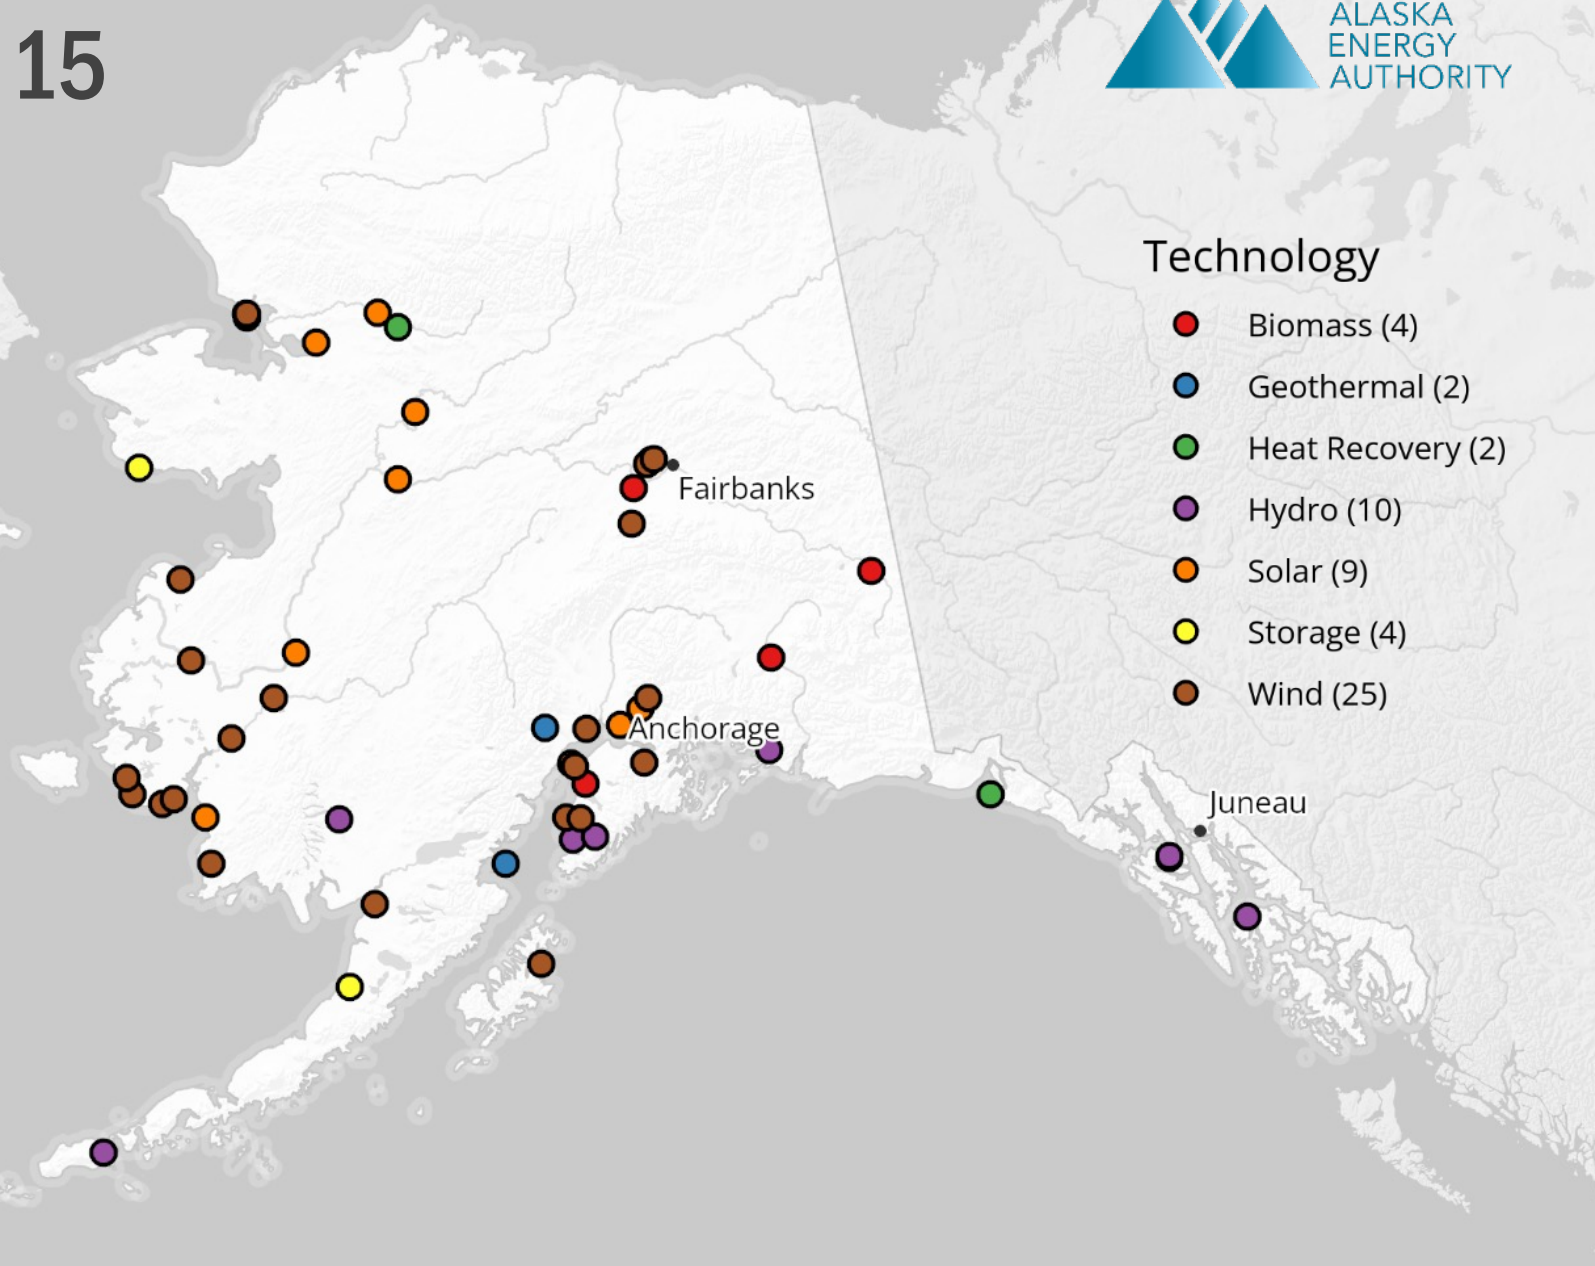 15
ALASKA
ENERGY
AUTHORITY
Technology
Biomass (4)
Geothermal (2)
Heat Recovery (2)
Hydro (10)
Solar (9)
Storage (4)
Wind (25)
Fairbanks
Anchorage
Juneau